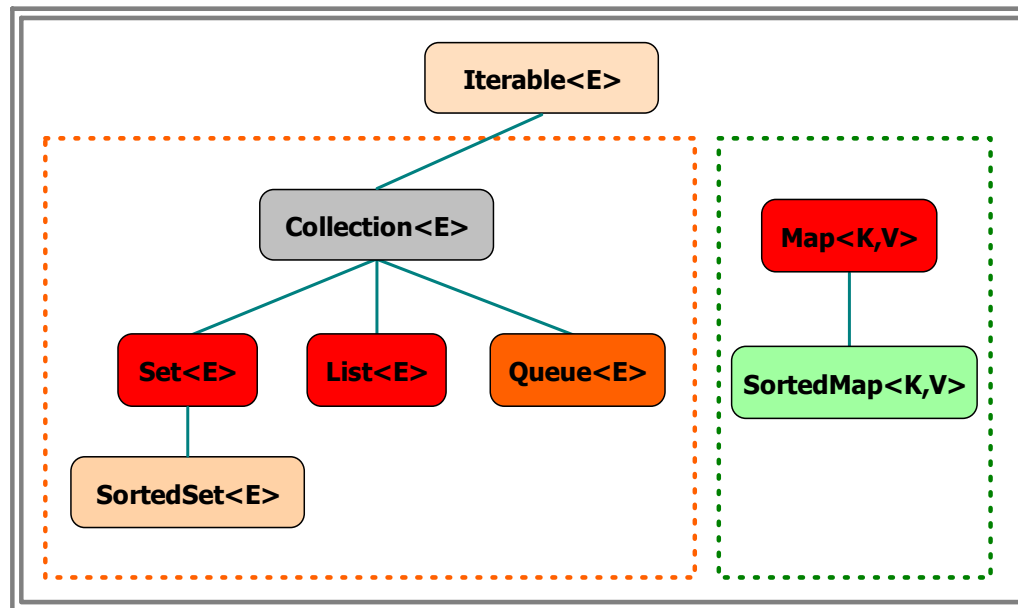 Iterable<E>
Collection<E>
Map<K,V>
Set<E>
List<E>
Queue<E>
SortedMap<K,V>
SortedSet<E>